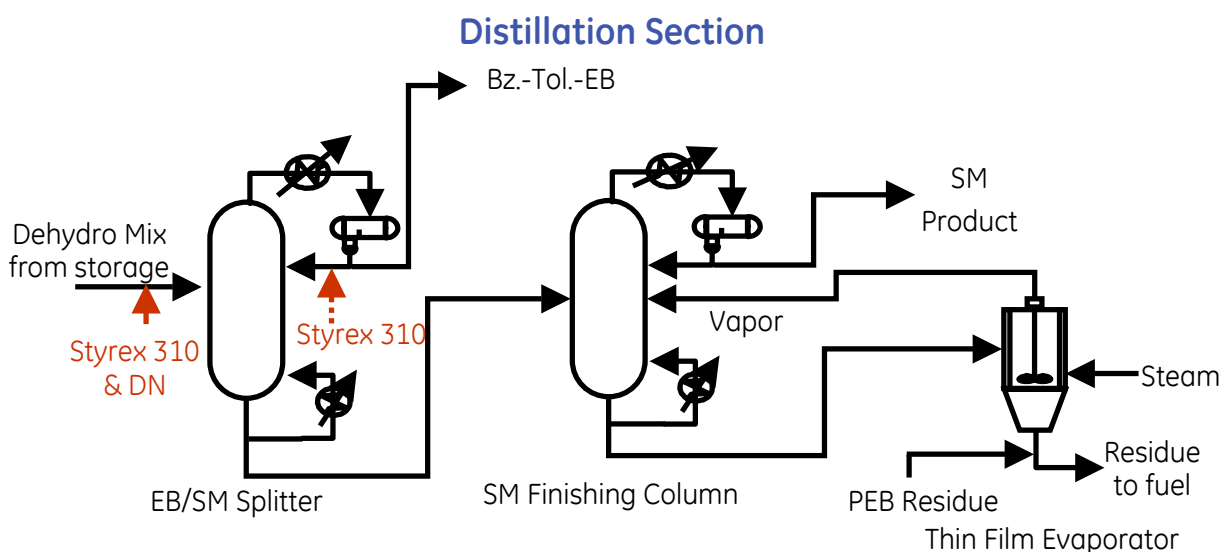 Distillation Section
Bz.-Tol.-EB
SM
Product
Dehydro Mix
from storage
Styrex 310
& DN
Styrex 310
Vapor
Steam
Residue
to fuel
PEB Residue
EB/SM Splitter
SM Finishing Column
Thin Film Evaporator